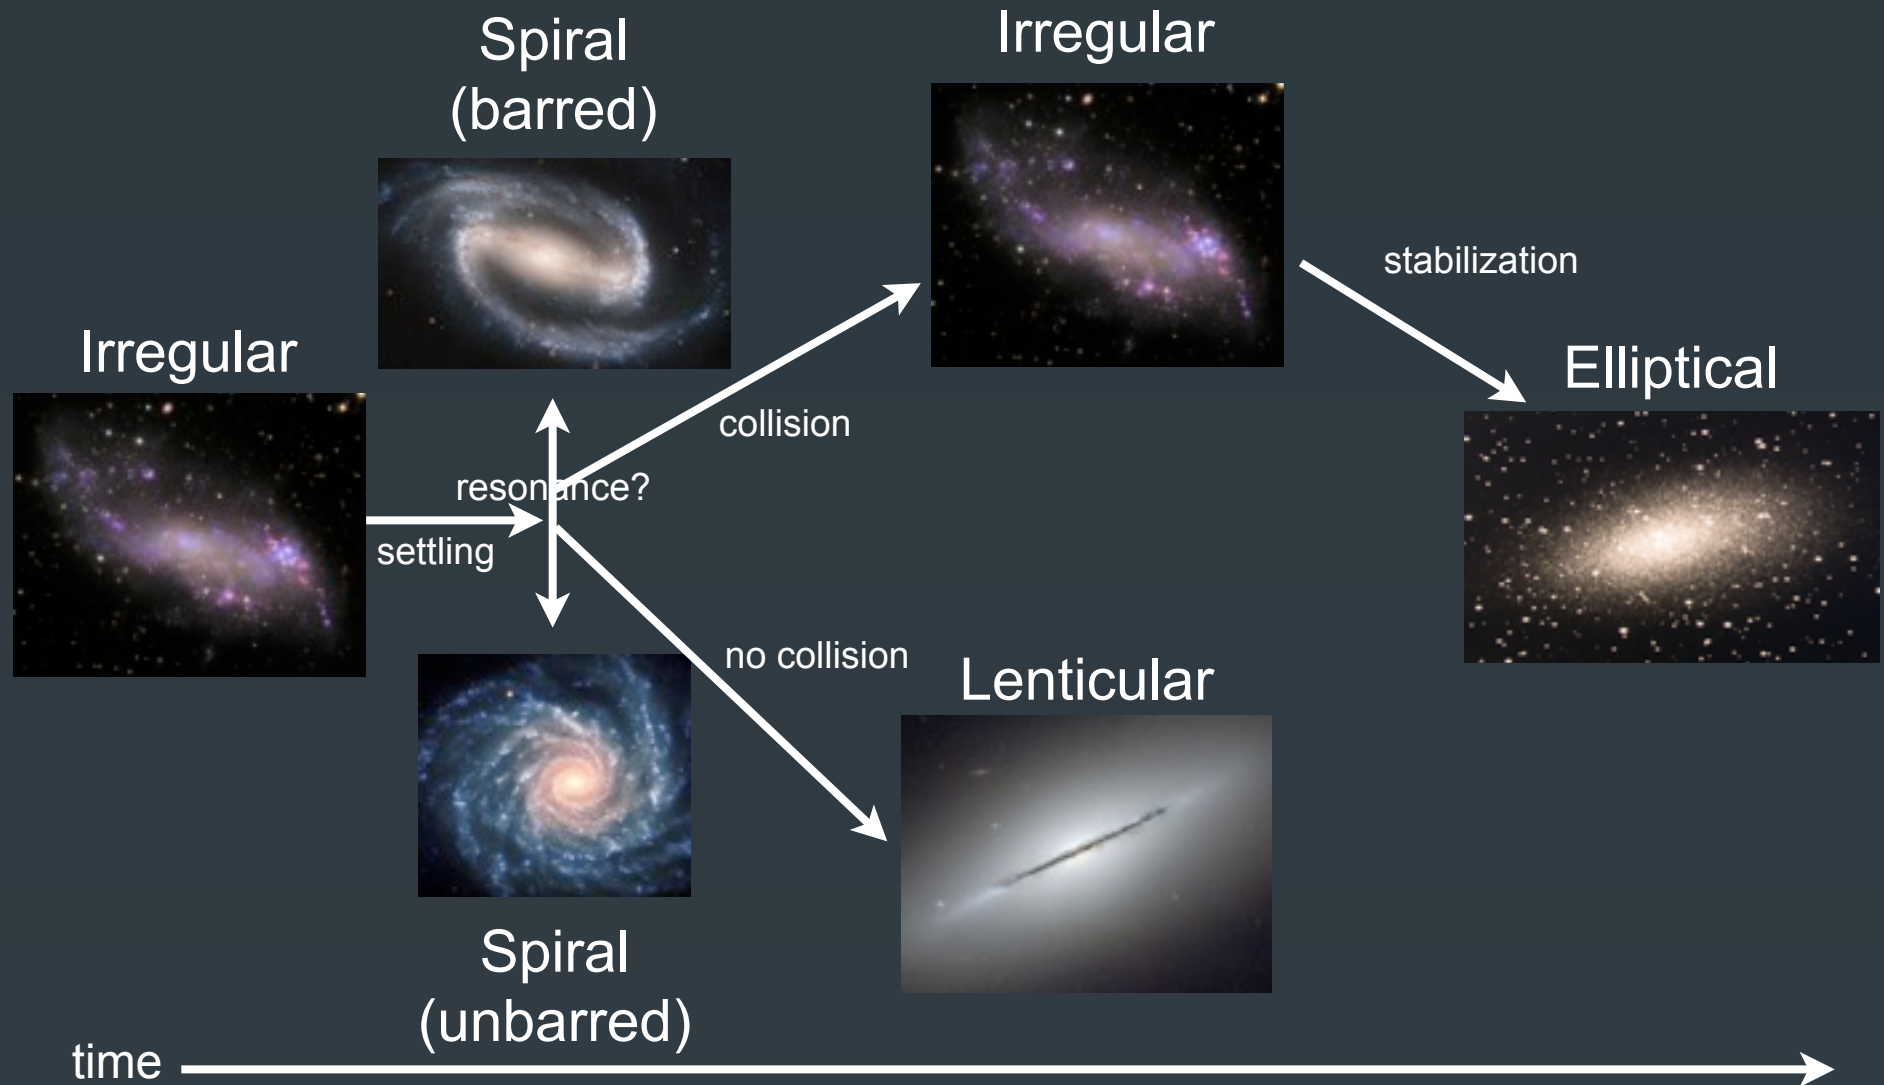 Spiral
(barred)
Irregular
Irregular
stabilization
Elliptical
collision
resonance?
settling
no collision
Lenticular
Spiral
(unbarred)
time